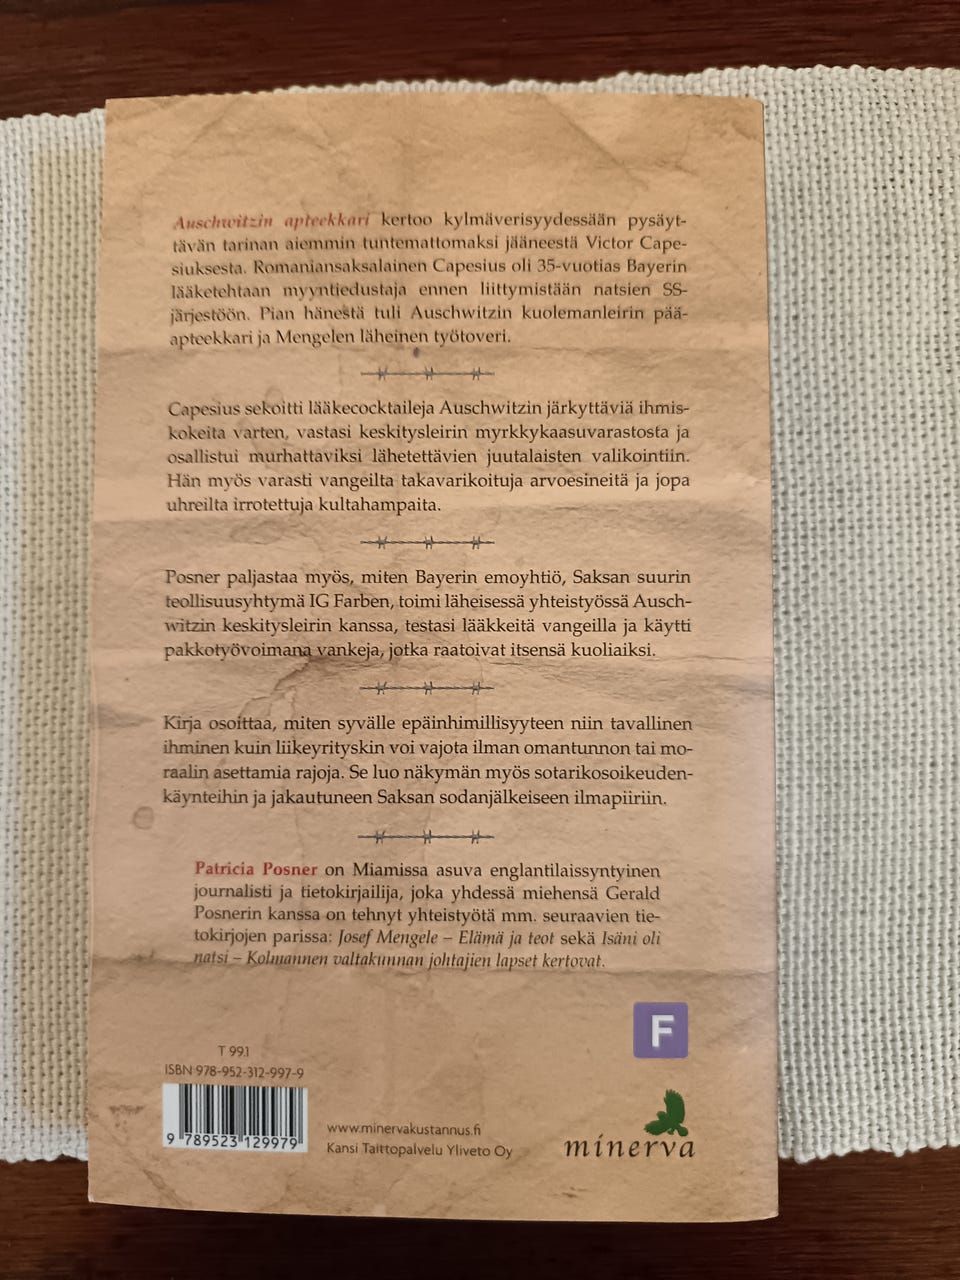 Auschwitzin apteekkari kertoo kylmäverisyydessään pysäyt-
tävän tarinan aiemmin tuntemattomaksi jääneestä Victor Cape-
siuksesta. Romaniansaksalainen Capesius oli 35-vuotias Bayerin
lääketehtaan myyntiedustaja ennen liittymistään natsien SS-
järjestöön. Pian hänestä tuli Auschwitzin kuolemanleirin pää-
apteekkari ja Mengelen läheinen työtoveri.
Capesius sekoitti lääkecocktaileja Auschwitzin järkyttäviä ihmis-
kokeita varten, vastasi keskitysleirin myrkkykaasuvarastosta ja
osallistui murhattaviksi lähetettävien juutalaisten valikointiin.
Hän myös varasti vangeilta takavarikoituja arvoesineitä ja jopa
uhreilta irrotettuja kultahampaita.
Posner paljastaa myös, miten Bayerin emoyhtiö, Saksan suurin
teollisuusyhtymä IG Farben, toimi läheisessä yhteistyössä Ausch-
witzin keskitysleirin kanssa, testasi lääkkeitä vangeilla ja käytti
pakkotyövoimana vankeja, jotka raatoivat itsensä kuoliaiksi.
Kirja osoittaa, miten syvälle epäinhimillisyyteen niin tavallinen
ihminen kuin liikeyrityskin voi vajota ilman omantunnon tai mo-
raalin asettamia rajoja. Se luo näkymän myös sotarikosoikeuden-
käynteihin ja jakautuneen Saksan sodanjälkeiseen ilmapiiriin.
Patricia Posner on Miamissa asuva englantilaissyntyinen
journalisti ja tietokirjailija, joka yhdessä miehensä Gerald
Posnerin kanssa on tehnyt yhteistyötä mm. seuraavien tie-
tokirjojen parissa: Josef Mengele – Elämä ja teot sekä Isäni oli
natsi – Kolmannen valtakunnan johtajien lapset kertovat.
F
T 99.1
ISBN 978-952-312-997-9
9 789523 129979
www.minervakustannus.fi
Kansi Taittopalvelu Yliveto Oy
minerva